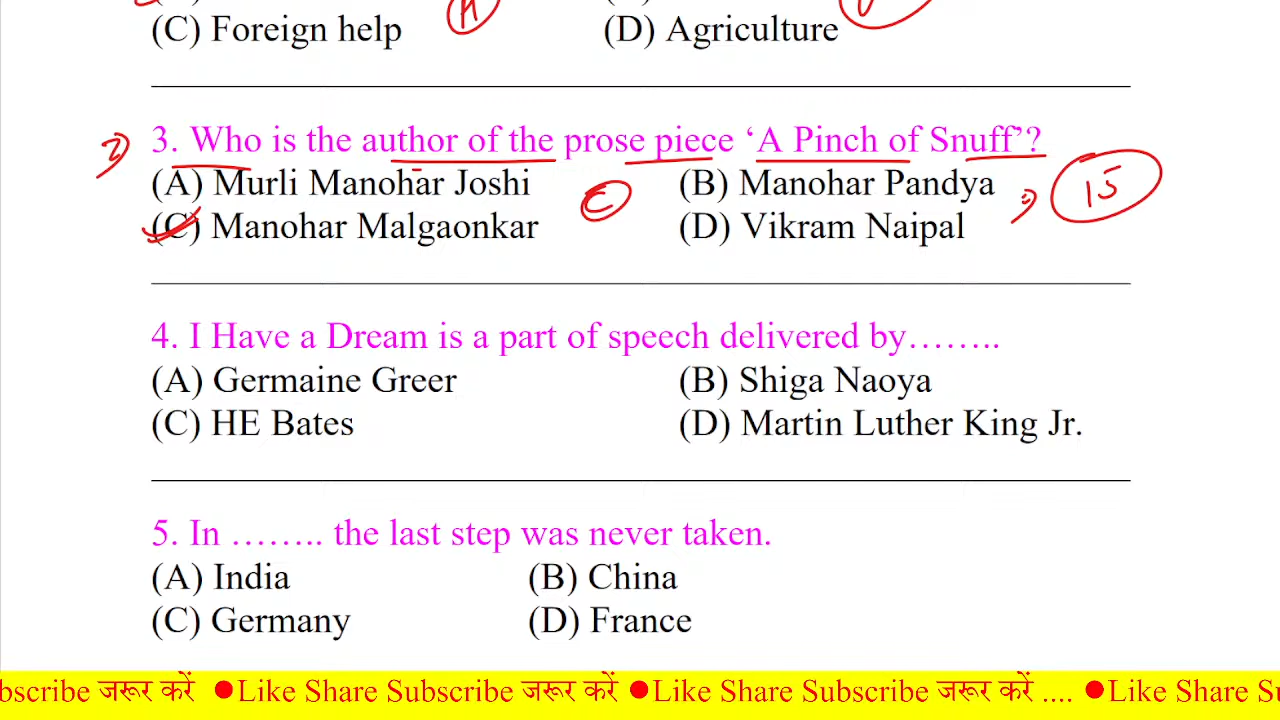 (C) Foreign help (D) Agriculture
3. Who is the author of the prose piece ‘A Pinch of Snuff’?
(A) Murli Manohar Joshi (B) Manohar Pandya
15
(C) Manohar Malgaonkar (D) Vikram Naipal
4. I Have a Dream is a part of speech delivered by……..
(A) Germaine Greer (B) Shiga Naoya
(C) HE Bates (D) Martin Luther King Jr.
5. In …….. the last step was never taken.
(A) India (B) China
(C) Germany (D) France
bscribe जरूर करें ●Like Share Subscribe जरूर करें ●Like Share Subscribe जरूर करें .... ●Like Share Su